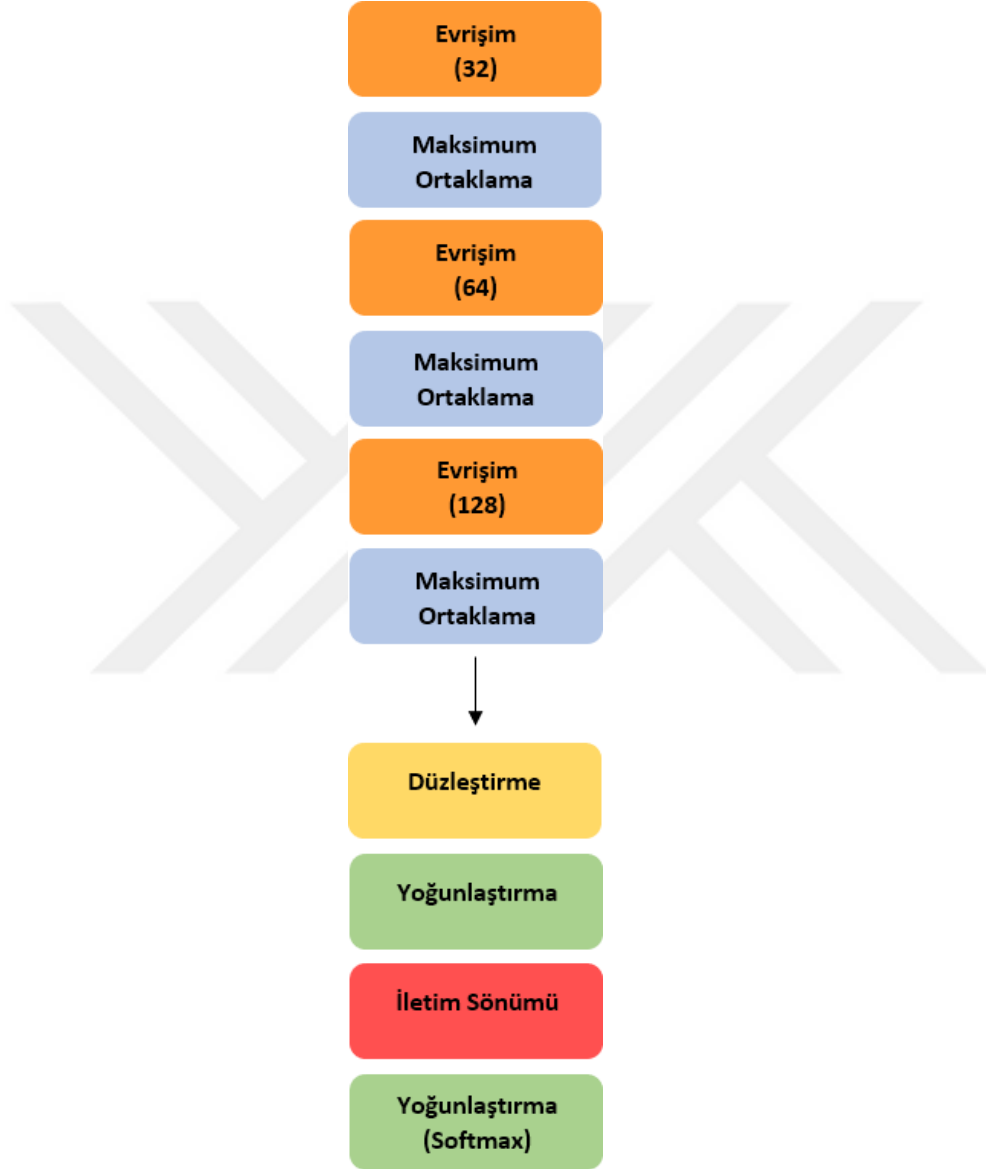 Evrişim
(32)
Maksimum
Ortaklama
Evrişim
(64)
Maksimum
Ortaklama
Evrişim
(128)
Maksimum
Ortaklama
Düzleştirme
Yoğunlaştırma
İletim Sönümü
Yoğunlaştırma
(Softmax)